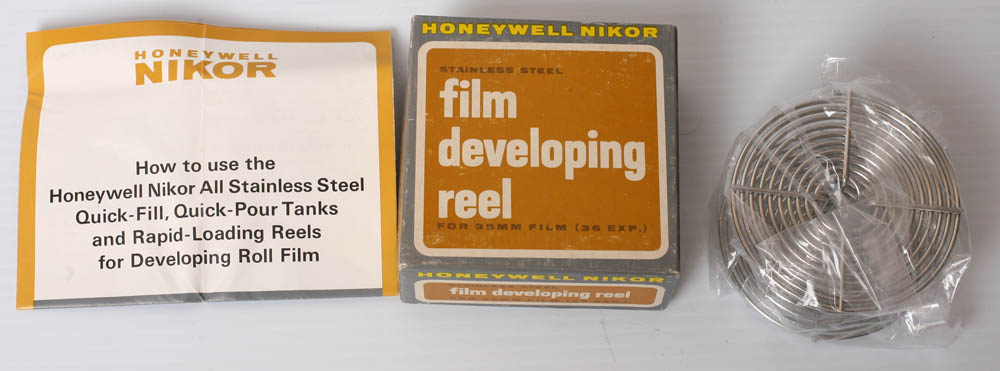 HONEYWELL
NIKOR
How to use the
Honeywell Nikor All Stainless Steel
Quick-Fill, Quick-Pour Tanks
and Rapid-Loading Reels
for Developing Roll Film
HONEYWELL NIKOR
STAINLESS STEEL
film
developing
reel
FOR 35MM FILM (36 EXP.)
HONEYWELL NIKOR
film developing reel